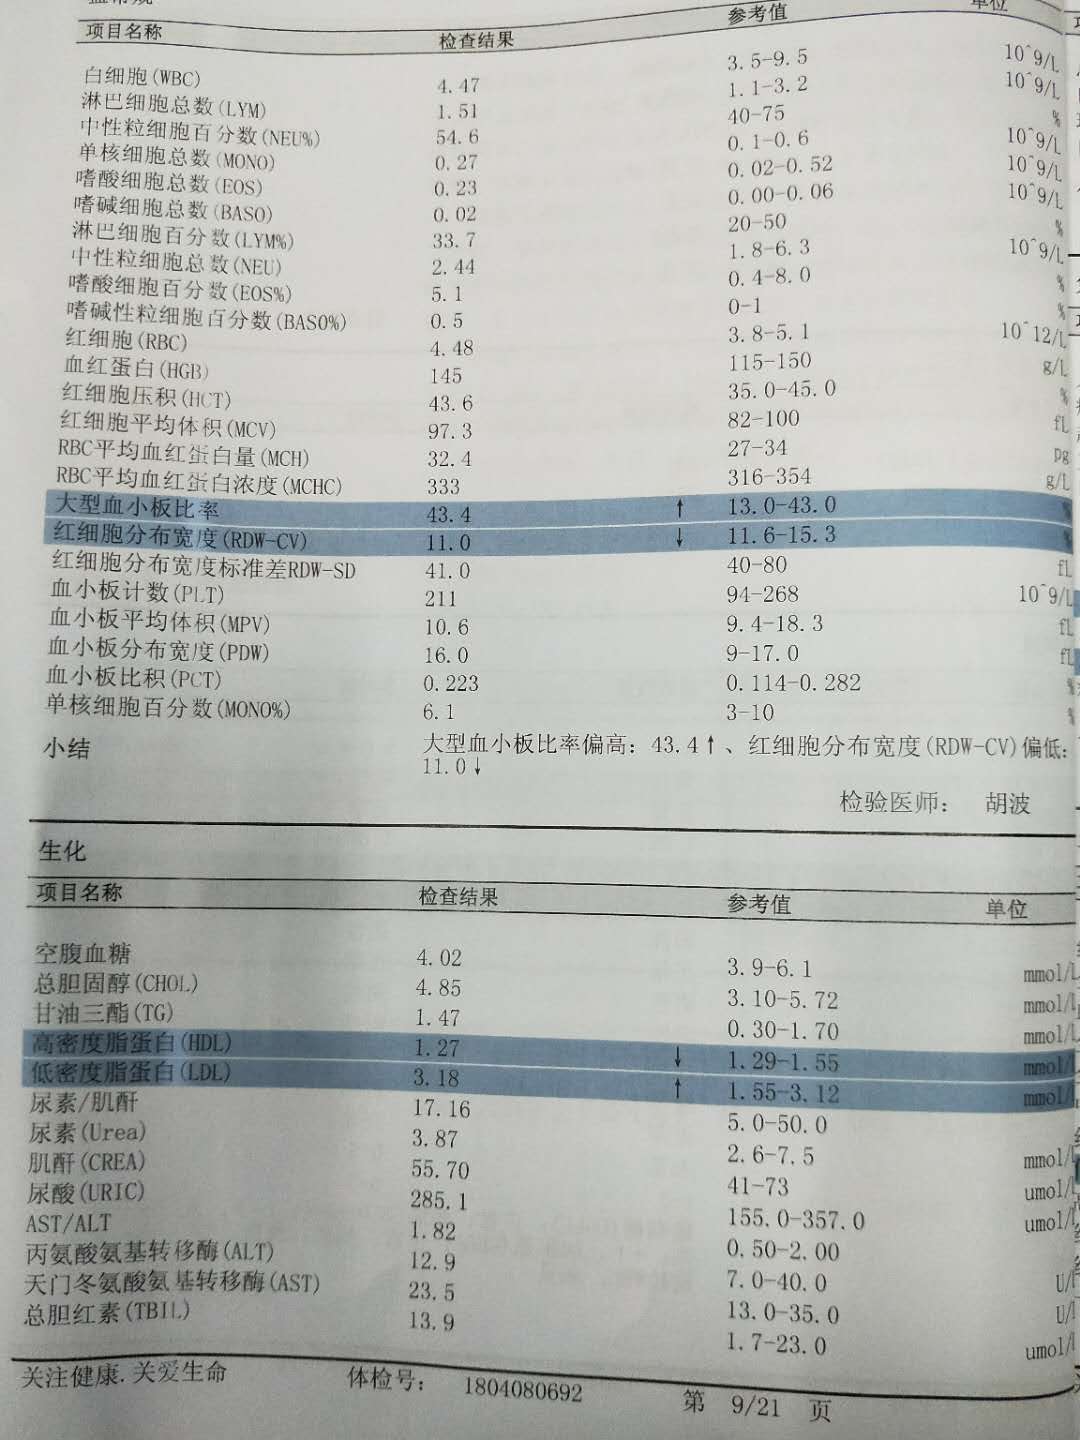 项目名称 检查结果 参考值 单位
白细胞(WBC) 4.47 3.5-9.5 10^9/L
淋巴细胞总数(LYM) 1.51 1.1-3.2 10^9/L
中性粒细胞百分数(NEU%) 54.6 40-75 %
单核细胞总数(MONO) 0.27 0.1-0.6 10^9/L
嗜酸细胞总数(EOS) 0.23 0.02-0.52 10^9/L
嗜碱细胞总数(BASO) 0.02 0.00-0.06 10^9/L
淋巴细胞百分数(LYM%) 33.7 20-50 %
中性粒细胞总数(NEU) 2.44 1.8-6.3 10^9/L
嗜酸细胞百分数(EOS%) 5.1 0.4-8.0 %
嗜碱性粒细胞百分数(BASO%) 0.5 0-1 %
红细胞(RBC) 4.48 3.8-5.1 10^12/L
血红蛋白(HGB) 145 115-150 g/L
红细胞压积(HCT) 43.6 35.0-45.0 %
红细胞平均体积(MCV) 97.3 82-100 fL
RBC平均血红蛋白量(MCH) 32.4 27-34 pg
RBC平均血红蛋白浓度(MCHC) 333 316-354 g/L
大型血小板比率 43.4 ↑ 13.0-43.0 %
红细胞分布宽度(RDW-CV) 11.0 ↓ 11.6-15.3 %
红细胞分布宽度标准差RDW-SD 41.0 40-80 fL
血小板计数(PLT) 211 94-268 10^9/L
血小板平均体积(MPV) 10.6 9.4-18.3 fL
血小板分布宽度(PDW) 16.0 9-17.0 fL
血小板比积(PCT) 0.223 0.114-0.282 %
单核细胞百分数(MONO%) 6.1 3-10 %
小结 大型血小板比率偏高：43.4↑、红细胞分布宽度(RDW-CV)偏低：
11.0↓
检验医师： 胡波
生化
项目名称 检查结果 参考值 单位
空腹血糖 4.02 3.9-6.1 mmol/L
总胆固醇(CHOL) 4.85 3.10-5.72 mmol/L
甘油三酯(TG) 1.47 0.30-1.70 mmol/L
高密度脂蛋白(HDL) 1.27 ↓ 1.29-1.55 mmol/L
低密度脂蛋白(LDL) 3.18 ↑ 1.55-3.12 mmol/L
尿素/肌酐 17.16 5.0-50.0
尿素(Urea) 3.87 2.6-7.5 mmol/L
肌酐(CREA) 55.70 41-73 umol/L
尿酸(URIC) 285.1 155.0-357.0 umol/L
AST/ALT 1.82 0.50-2.00
丙氨酸氨基转移酶(ALT) 12.9 7.0-40.0 U/
天门冬氨酸氨基转移酶(AST) 23.5 13.0-35.0 U/
总胆红素(TBIL) 13.9 1.7-23.0 umol/
关注健康.关爱生命 体检号： 1804080692 第 9/21 页